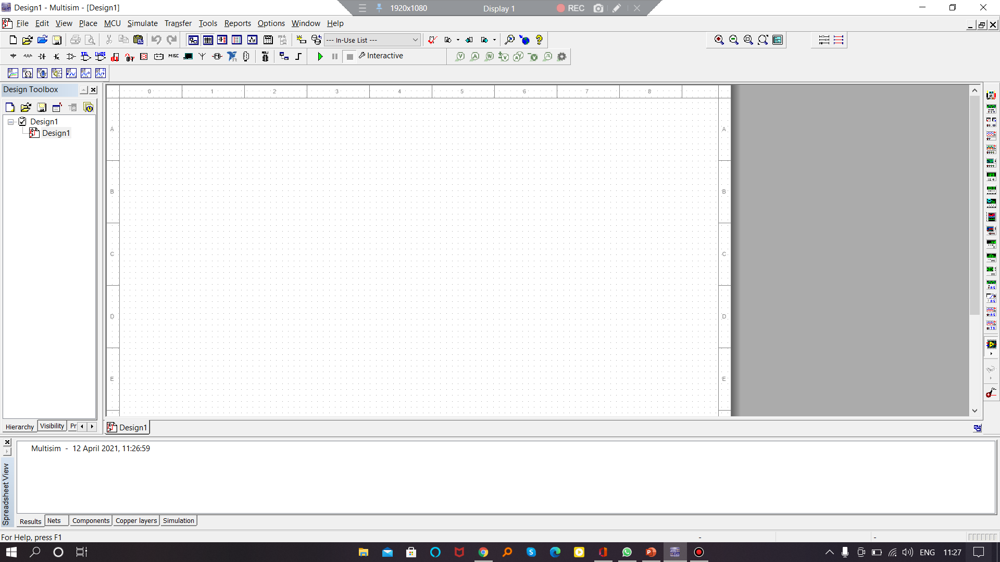 Design1 - Multisim - [Design1]
1920x1080 Display 1 REC
File Edit View Place MCU Simulate Transfer Tools Reports Options Window Help
--- In-Use List ---
MISC Interactive
Design Toolbox
0 1 2 3 4 5 6 7 8
Design1
Design1
A A
B B
C C
D D
E E
Hierarchy Visibility Pr
Design1
Multisim - 12 April 2021, 11:26:59
Spreadsheet View
Results Nets Components Copper layers Simulation
For Help, press F1
- -
ENG 11:27